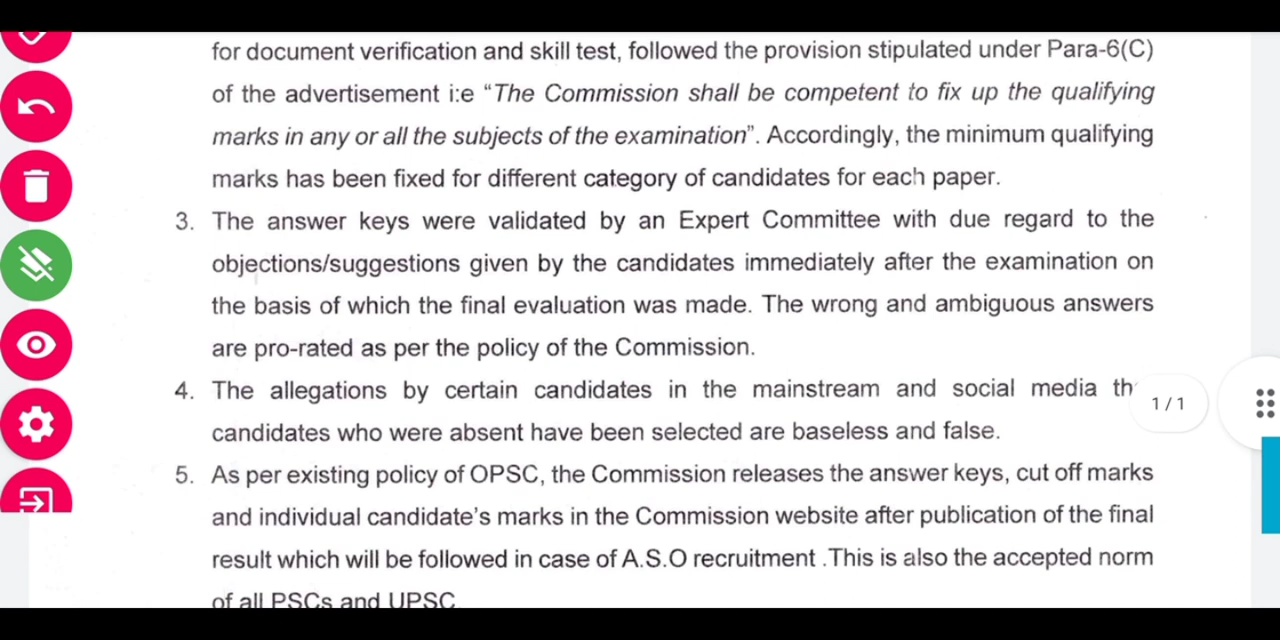 for document verification and skill test, followed the provision stipulated under Para-6(C)
of the advertisement i:e “The Commission shall be competent to fix up the qualifying
marks in any or all the subjects of the examination”. Accordingly, the minimum qualifying
marks has been fixed for different category of candidates for each paper.
3. The answer keys were validated by an Expert Committee with due regard to the
objections/suggestions given by the candidates immediately after the examination on
the basis of which the final evaluation was made. The wrong and ambiguous answers
are pro-rated as per the policy of the Commission.
4. The allegations by certain candidates in the mainstream and social media
1 / 1
candidates who were absent have been selected are baseless and false.
5. As per existing policy of OPSC, the Commission releases the answer keys, cut off marks
and individual candidate’s marks in the Commission website after publication of the final
result which will be followed in case of A.S.O recruitment .This is also the accepted norm
of all PSCs and UPSC